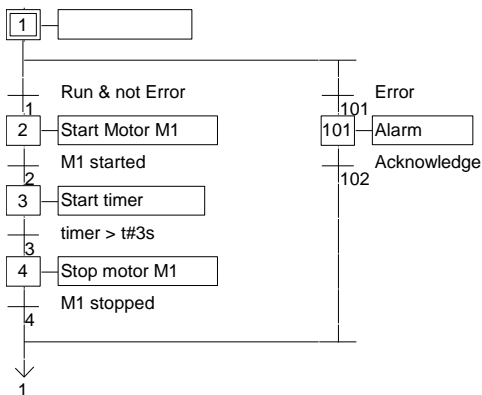 1
Run & not Error
Error
1
101
2
Start Motor M1
101
Alarm
M1 started
Acknowledge
2
102
3
Start timer
timer > t#3s
3
4
Stop motor M1
M1 stopped
4
1